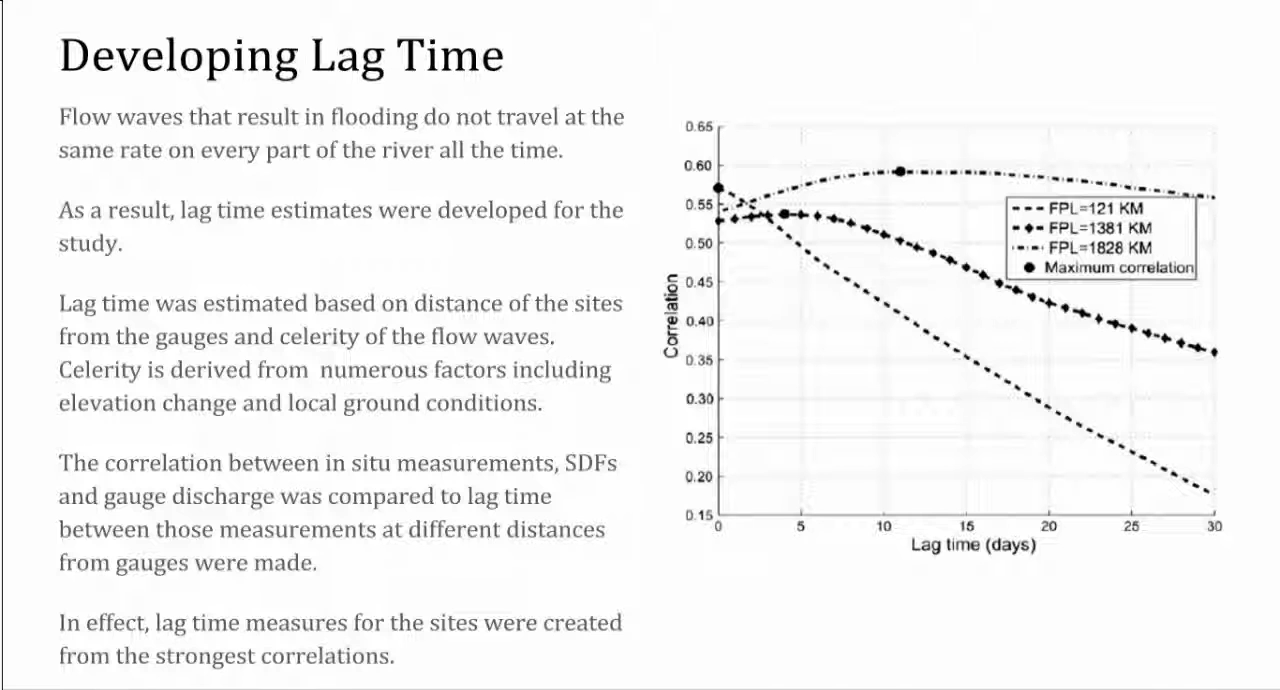 Developing Lag Time
Flow waves that result in flooding do not travel at the
same rate on every part of the river all the time.
As a result, lag time estimates were developed for the
study.
Lag time was estimated based on distance of the sites
from the gauges and celerity of the flow waves.
Celerity is derived from  numerous factors including
elevation change and local ground conditions.
The correlation between in situ measurements, SDFs
and gauge discharge was compared to lag time
between those measurements at different distances
from gauges were made.
In effect, lag time measures for the sites were created
from the strongest correlations.
Correlation
0.65
0.60
0.55
0.50
0.45
0.40
0.35
0.30
0.25
0.20
0.15
FPL=121 KM
FPL=1381 KM
FPL=1828 KM
Maximum correlation
0 5 10 15 20 25 30
Lag time (days)